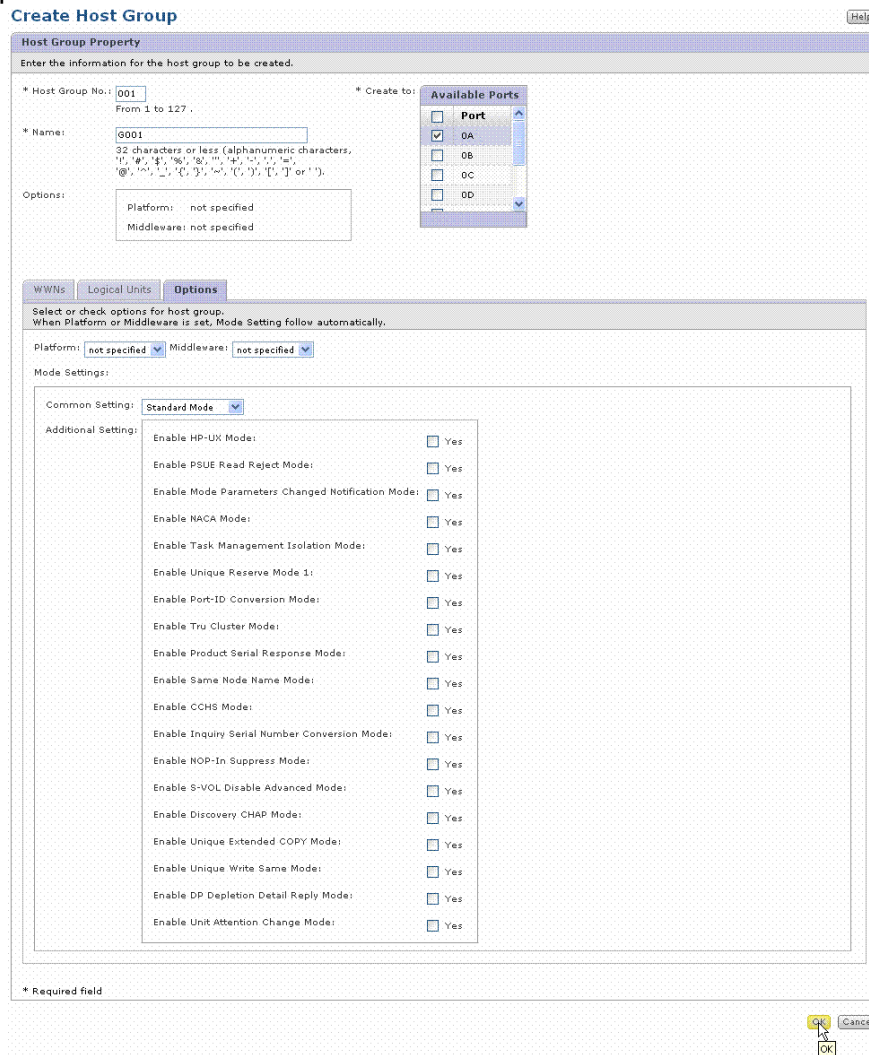 Create Host Group
Help
Host Group Property
Enter the information for the host group to be created.
* Host Group No.: 001
From 1 to 127 .
* Create to:
Available Ports
Port
0A
0B
0C
0D
* Name: G001
32 characters or less (alphanumeric characters,
'!', '#', '$', '%', '&', ''', '+', '-', '.', '=',
'@', '^', '_', '{', '}', '~', '(', ')', '[', ']' or ' ').
Options:
Platform: not specified
Middleware: not specified
WWNs Logical Units Options
Select or check options for host group.
When Platform or Middleware is set, Mode Setting follow automatically.
Platform: not specified Middleware: not specified
Mode Settings:
Common Setting: Standard Mode
Additional Setting:
Enable HP-UX Mode: Yes
Enable PSUE Read Reject Mode: Yes
Enable Mode Parameters Changed Notification Mode: Yes
Enable NACA Mode: Yes
Enable Task Management Isolation Mode: Yes
Enable Unique Reserve Mode 1: Yes
Enable Port-ID Conversion Mode: Yes
Enable Tru Cluster Mode: Yes
Enable Product Serial Response Mode: Yes
Enable Same Node Name Mode: Yes
Enable CCHS Mode: Yes
Enable Inquiry Serial Number Conversion Mode: Yes
Enable NOP-In Suppress Mode: Yes
Enable S-VOL Disable Advanced Mode: Yes
Enable Discovery CHAP Mode: Yes
Enable Unique Extended COPY Mode: Yes
Enable Unique Write Same Mode: Yes
Enable DP Depletion Detail Reply Mode: Yes
Enable Unit Attention Change Mode: Yes
* Required field
OK Cance
OK